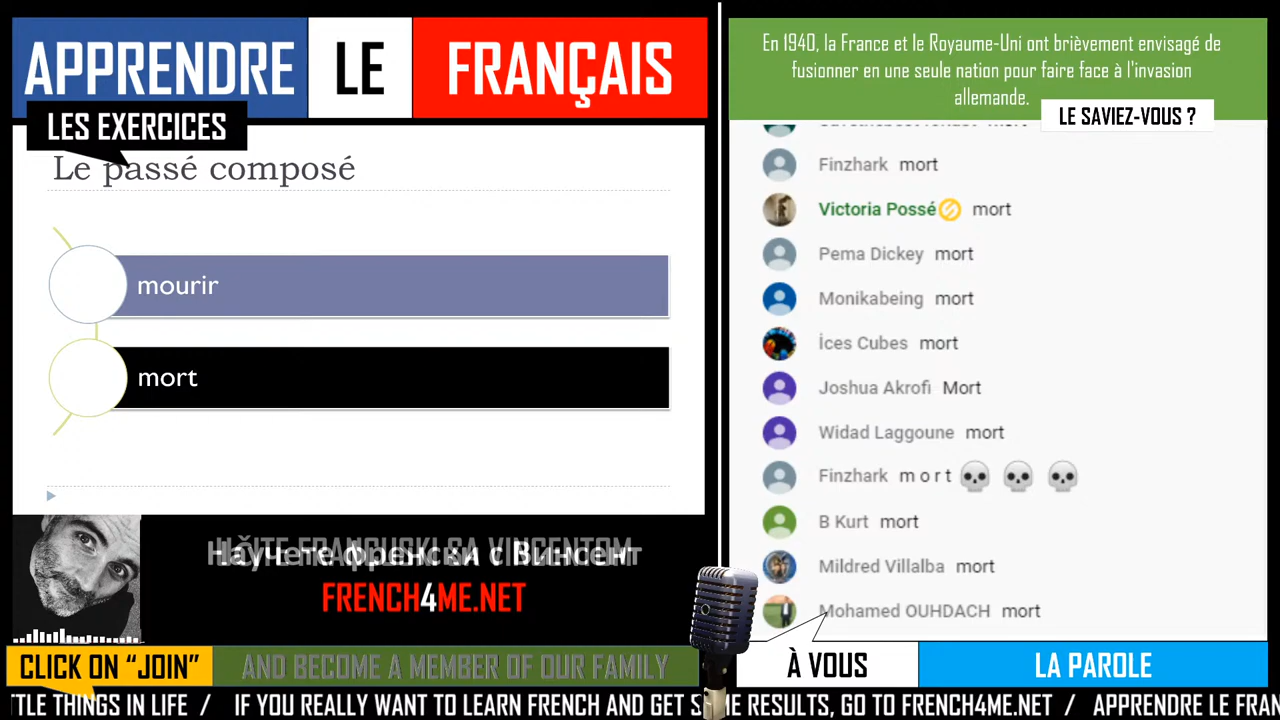 APPRENDRE LE FRANÇAIS
LES EXERCICES
Le passé composé
mourir
mort
Научете френски с Винсент
FRENCH4ME.NET
CLICK ON “JOIN”
AND BECOME A MEMBER OF OUR FAMILY
En 1940, la France et le Royaume-Uni ont brièvement envisagé de
fusionner en une seule nation pour faire face à l'invasion
allemande.
LE SAVIEZ-VOUS ?
mort
Finzhark mort
Victoria Possé mort
Pema Dickey mort
Monikabeing mort
İces Cubes mort
Joshua Akrofi Mort
Widad Laggoune mort
Finzhark m o r t
B Kurt mort
Mildred Villalba mort
Mohamed OUHDACH mort
À VOUS
LA PAROLE
THINGS IN LIFE / IF YOU REALLY WANT TO LEARN FRENCH AND GET RESULTS, GO TO FRENCH4ME.NET / APPRENDRE LE